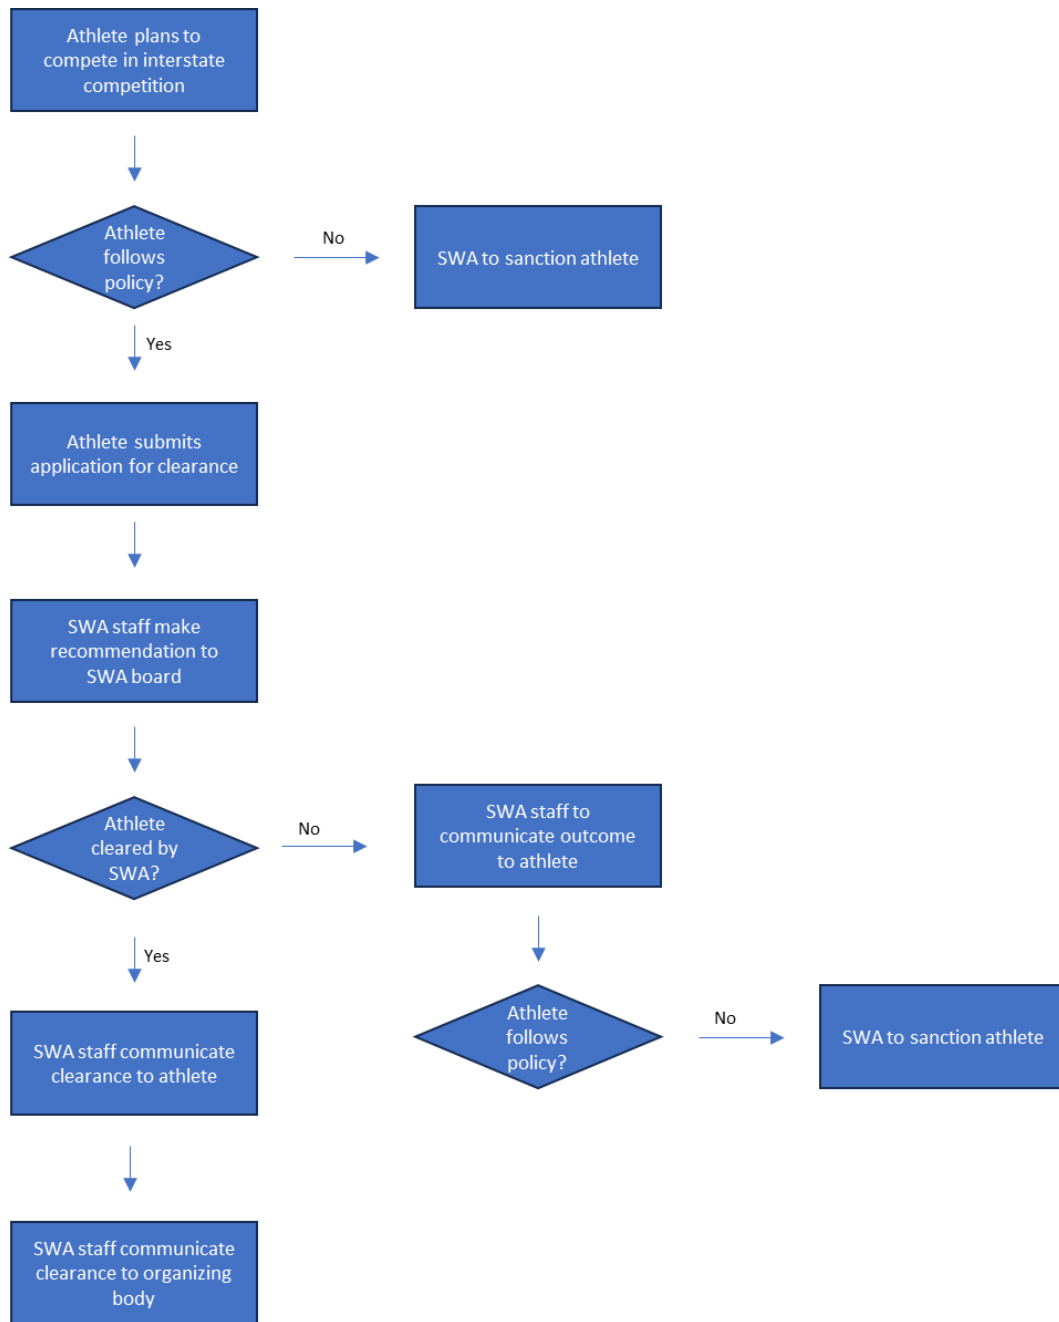 Athlete plans to
compete in interstate
competition
Athlete
follows
policy?
No
SWA to sanction athlete
Yes
Athlete submits
application for clearance
SWA staff make
recommendation to
SWA board
Athlete
cleared by
SWA?
No
SWA staff to
communicate outcome
to athlete
Yes
Athlete
follows
policy?
No
SWA to sanction athlete
SWA staff communicate
clearance to athlete
SWA staff communicate
clearance to organizing
body